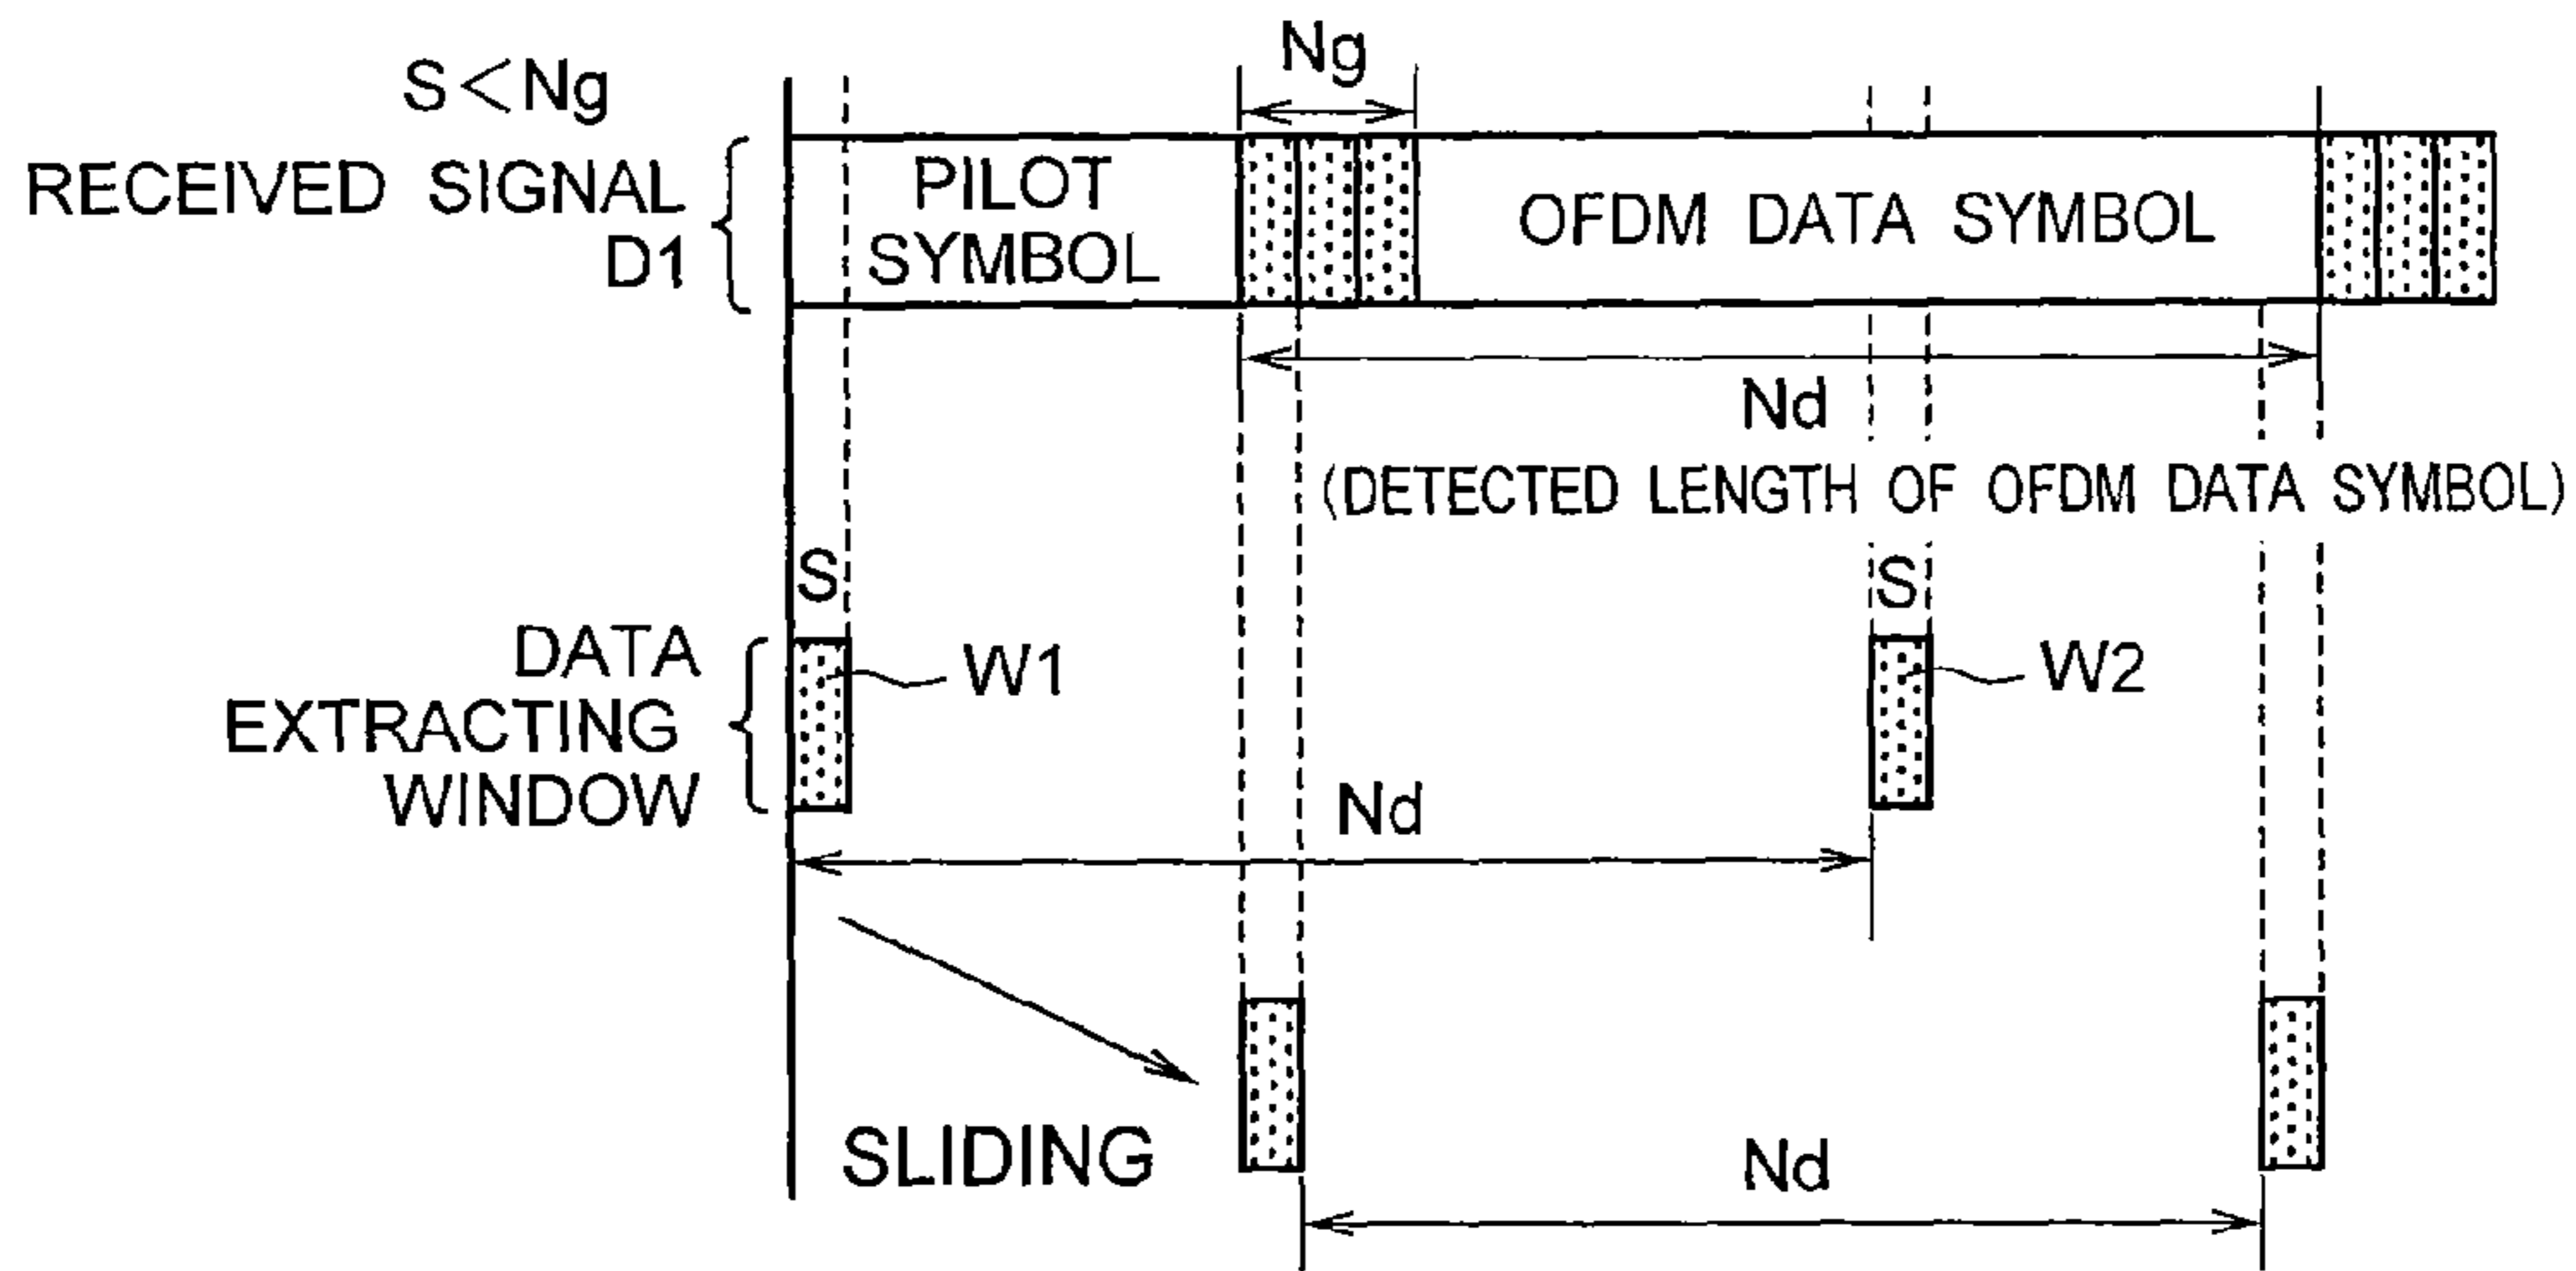 Ng
S<Ng
RECEIVED SIGNAL
D1
PILOT
SYMBOL
OFDM DATA SYMBOL
Nd
(DETECTED LENGTH OF OFDM DATA SYMBOL)
S
S
DATA
EXTRACTING
WINDOW
W1
W2
Nd
SLIDING
Nd